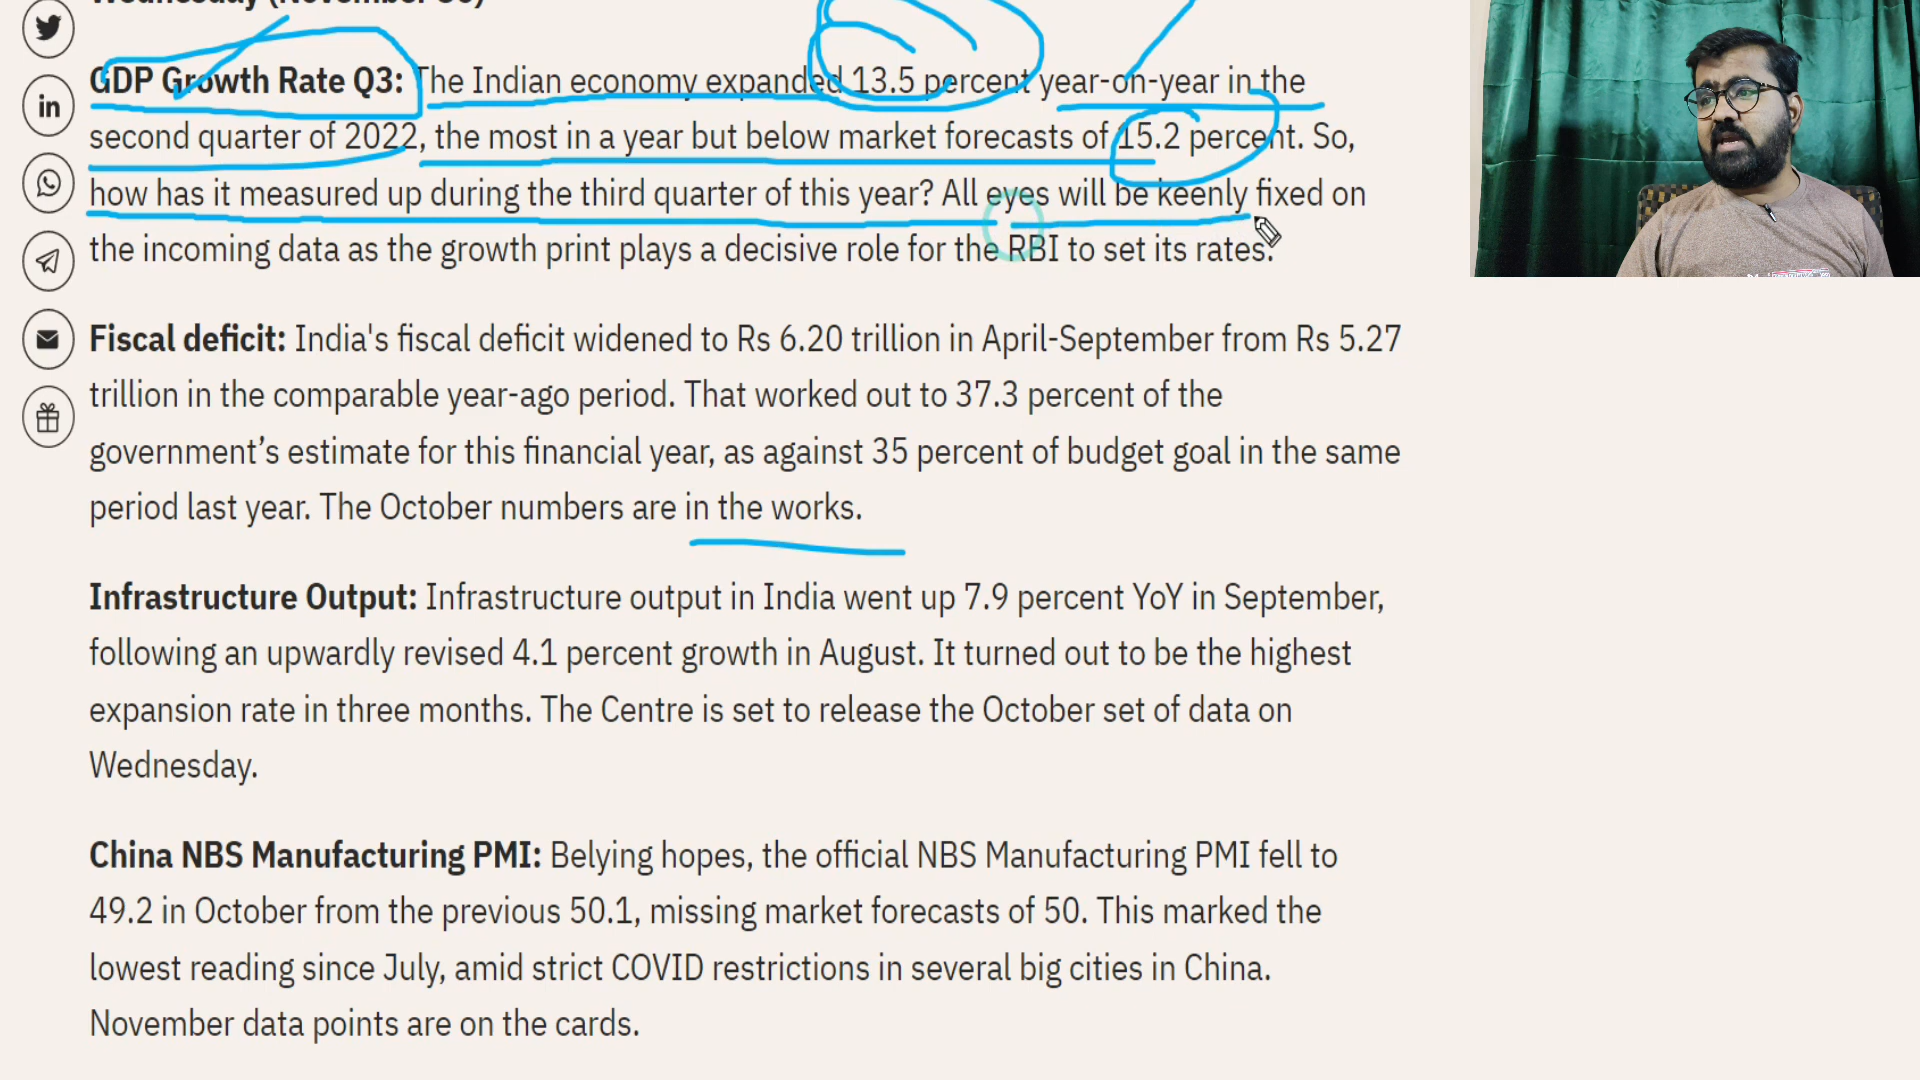 Wednesday (November 30)
GDP Growth Rate Q3: The Indian economy expanded 13.5 percent year-on-year in the
second quarter of 2022, the most in a year but below market forecasts of 15.2 percent. So,
how has it measured up during the third quarter of this year? All eyes will be keenly fixed on
the incoming data as the growth print plays a decisive role for the RBI to set its rates.
Fiscal deficit: India's fiscal deficit widened to Rs 6.20 trillion in April-September from Rs 5.27
trillion in the comparable year-ago period. That worked out to 37.3 percent of the
government’s estimate for this financial year, as against 35 percent of budget goal in the same
period last year. The October numbers are in the works.
Infrastructure Output: Infrastructure output in India went up 7.9 percent YoY in September,
following an upwardly revised 4.1 percent growth in August. It turned out to be the highest
expansion rate in three months. The Centre is set to release the October set of data on
Wednesday.
China NBS Manufacturing PMI: Belying hopes, the official NBS Manufacturing PMI fell to
49.2 in October from the previous 50.1, missing market forecasts of 50. This marked the
lowest reading since July, amid strict COVID restrictions in several big cities in China.
November data points are on the cards.